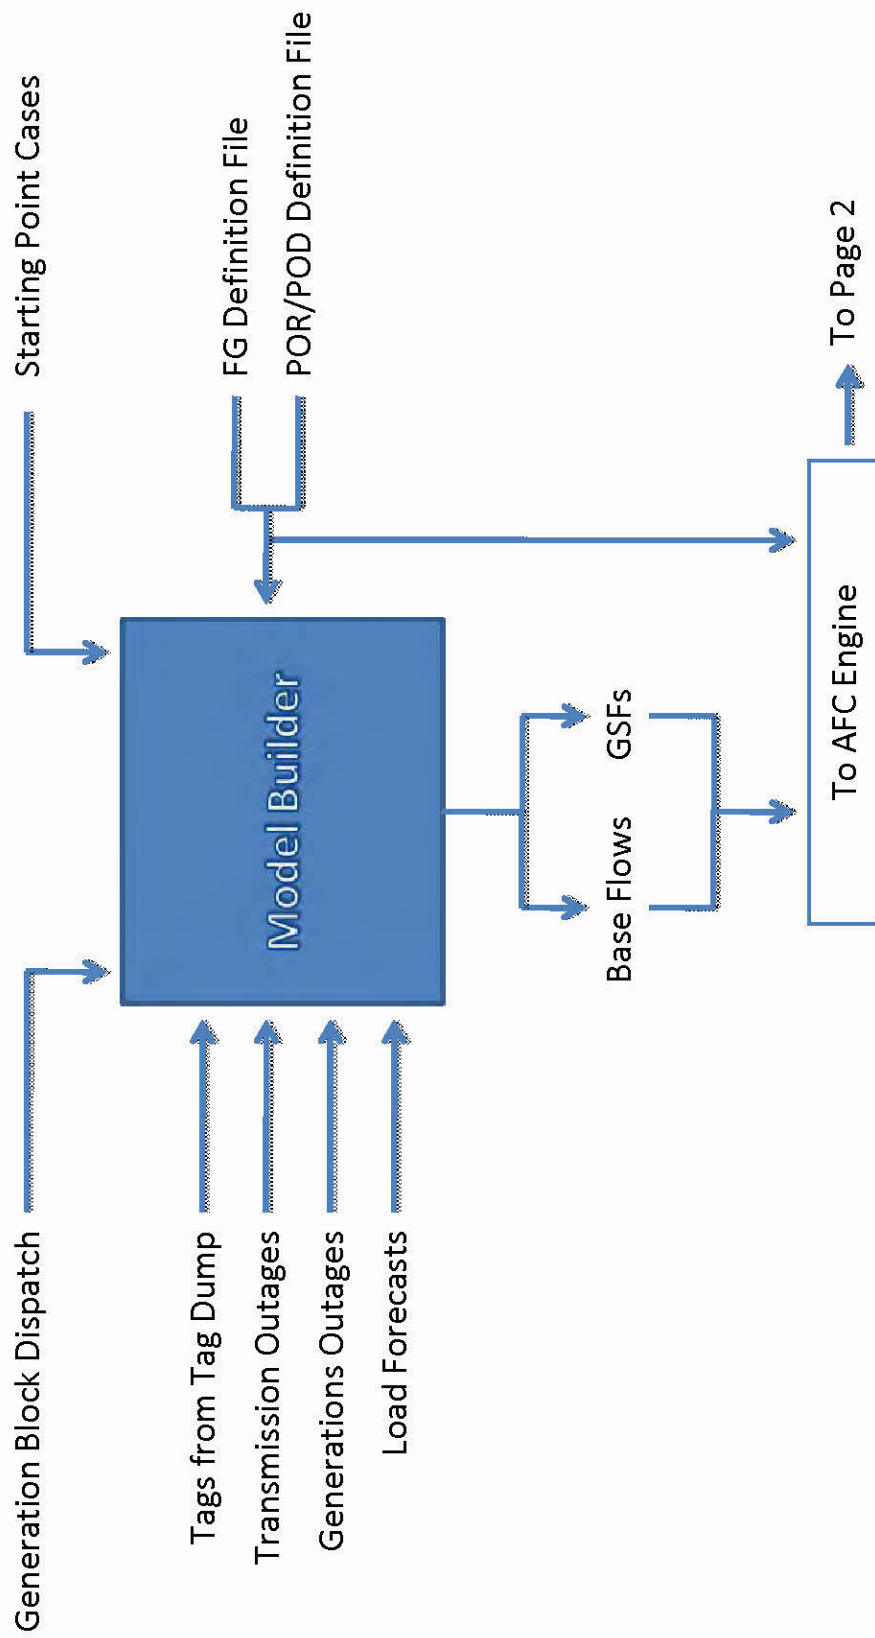 Generation Block Dispatch
Starting Point Cases
Tags from Tag Dump
Transmission Outages
Generations Outages
Load Forecasts
Model Builder
FG Definition File
POR/POD Definition File
Base Flows
GSFs
To AFC Engine
To Page 2